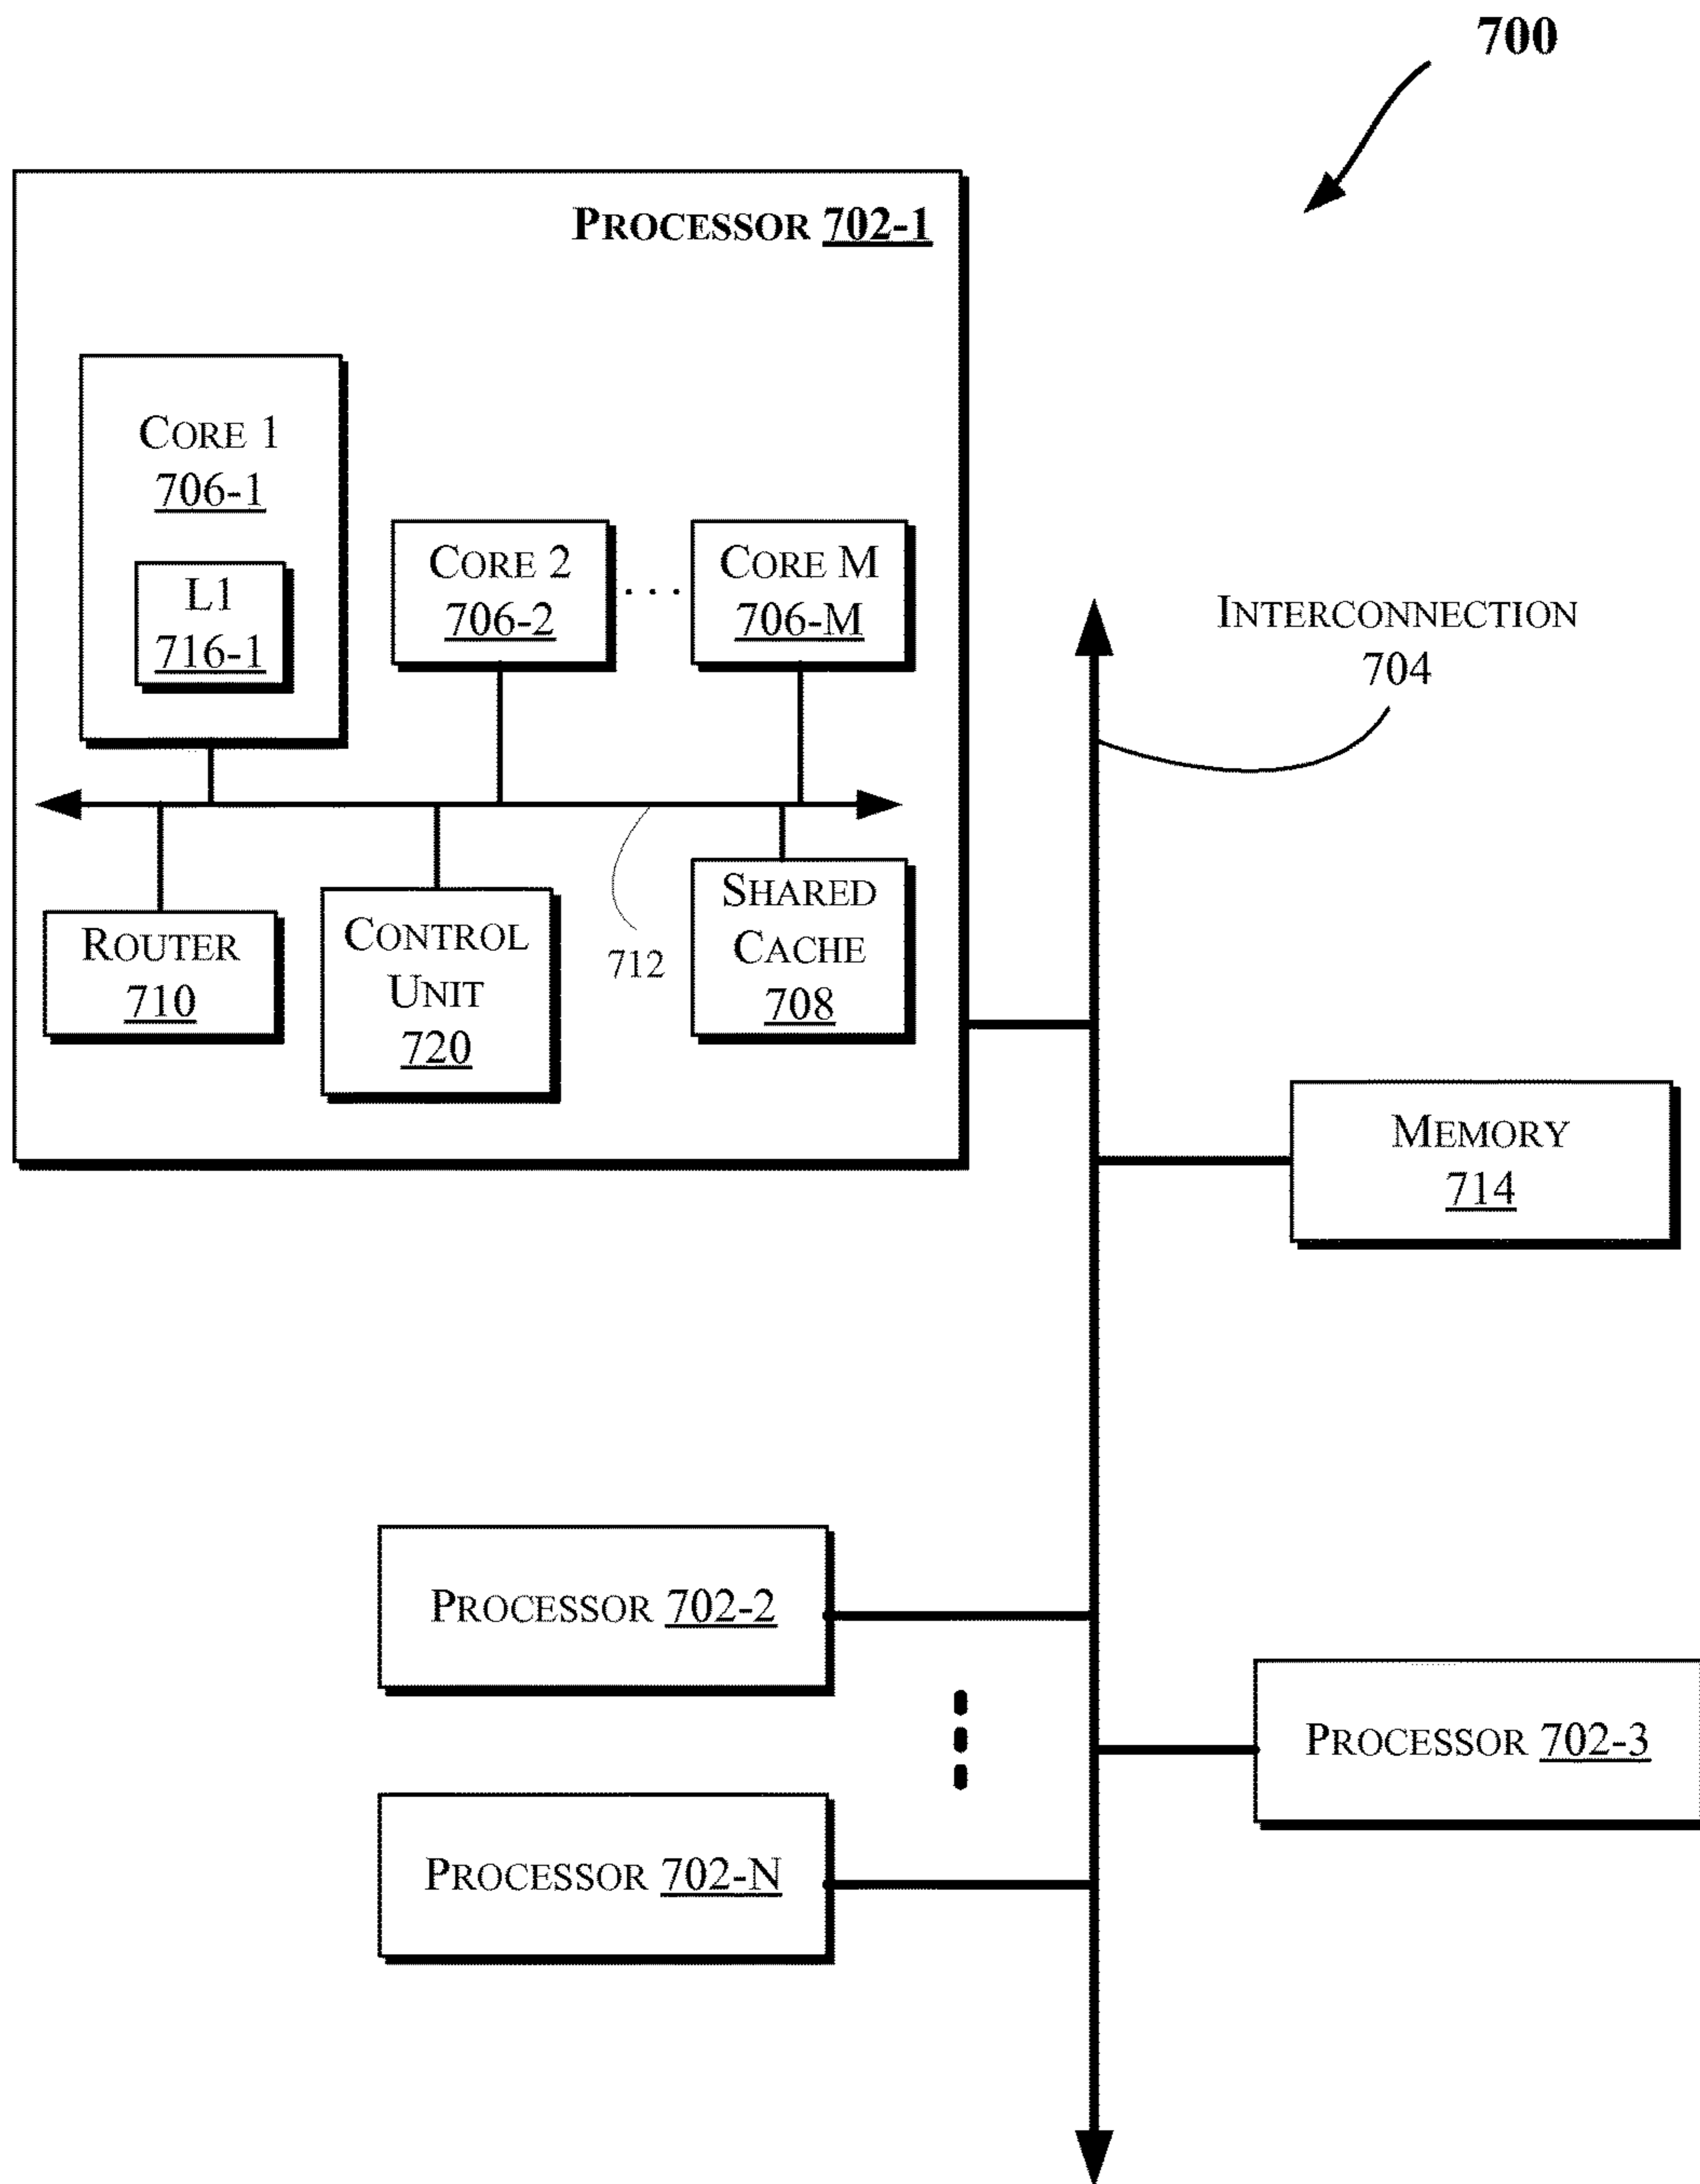 700
PROCESSOR 702-1
CORE 1
706-1
L1
716-1
CORE 2
706-2
. . .
CORE M
706-M
INTERCONNECTION
704
ROUTER
710
CONTROL
UNIT
720
712
SHARED
CACHE
708
MEMORY
714
PROCESSOR 702-2
PROCESSOR 702-3
PROCESSOR 702-N